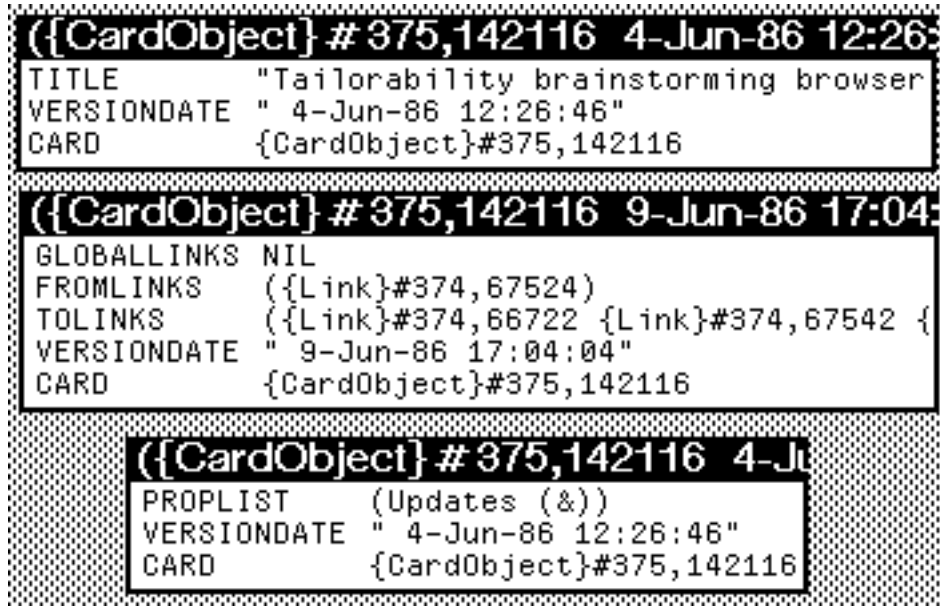 ({CardObject}#375,142116 4-Jun-86 12:26:
TITLE "Tailorability brainstorming browser
VERSIONDATE " 4-Jun-86 12:26:46"
CARD {CardObject}#375,142116
({CardObject}#375,142116 9-Jun-86 17:04:
GLOBALLINKS NIL
FROMLINKS ({Link}#374,67524)
TOLINKS ({Link}#374,66722 {Link}#374,67542 {
VERSIONDATE " 9-Jun-86 17:04:04"
CARD {CardObject}#375,142116
({CardObject}#375,142116 4-Ju
PROPLIST (Updates (&))
VERSIONDATE " 4-Jun-86 12:26:46"
CARD {CardObject}#375,142116